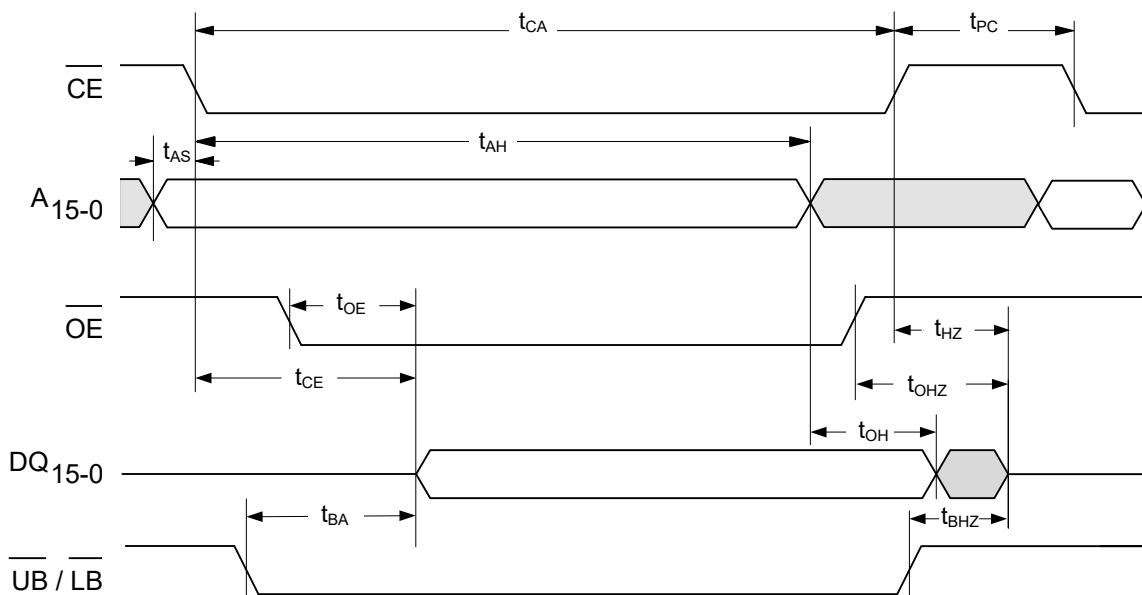 tCA
tPC
CE
tAH
tAS
A15-0
tOE
OE
tHZ
tCE
tOHZ
tOH
DQ15-0
tBA
tBHZ
UB / LB